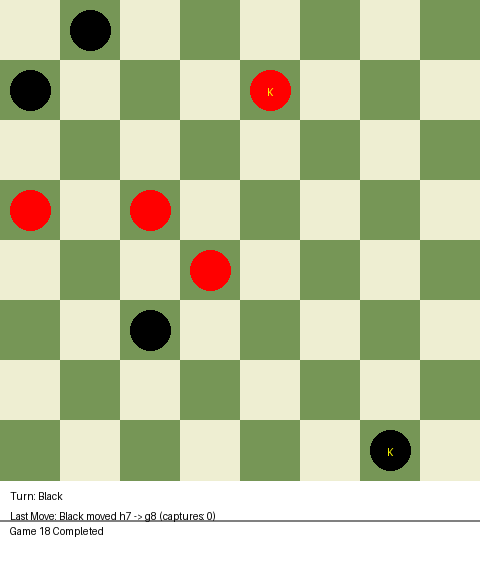 K
K
Turn: Black
Last Move: Black moved h7 -> g8 (captures: 0)
Game 18 Completed